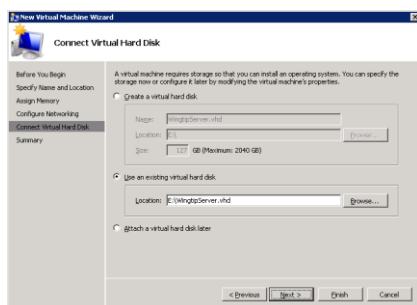 New Virtual Machine Wizard
Connect Virtual Hard Disk
Before You Begin
Specify Name and Location
Assign Memory
Configure Networking
Connect Virtual Hard Disk
Summary
A virtual machine requires storage so that you can install an operating system. You can specify the
storage now or configure it later by modifying the virtual machine's properties.
Create a virtual hard disk
Name: WingtipServer.vhd
Location: E:\ Browse...
Size: 127 GB (Maximum: 2040 GB)
Use an existing virtual hard disk
Location: E:\WingtipServer.vhd Browse...
Attach a virtual hard disk later
< Previous Next > Finish Cancel